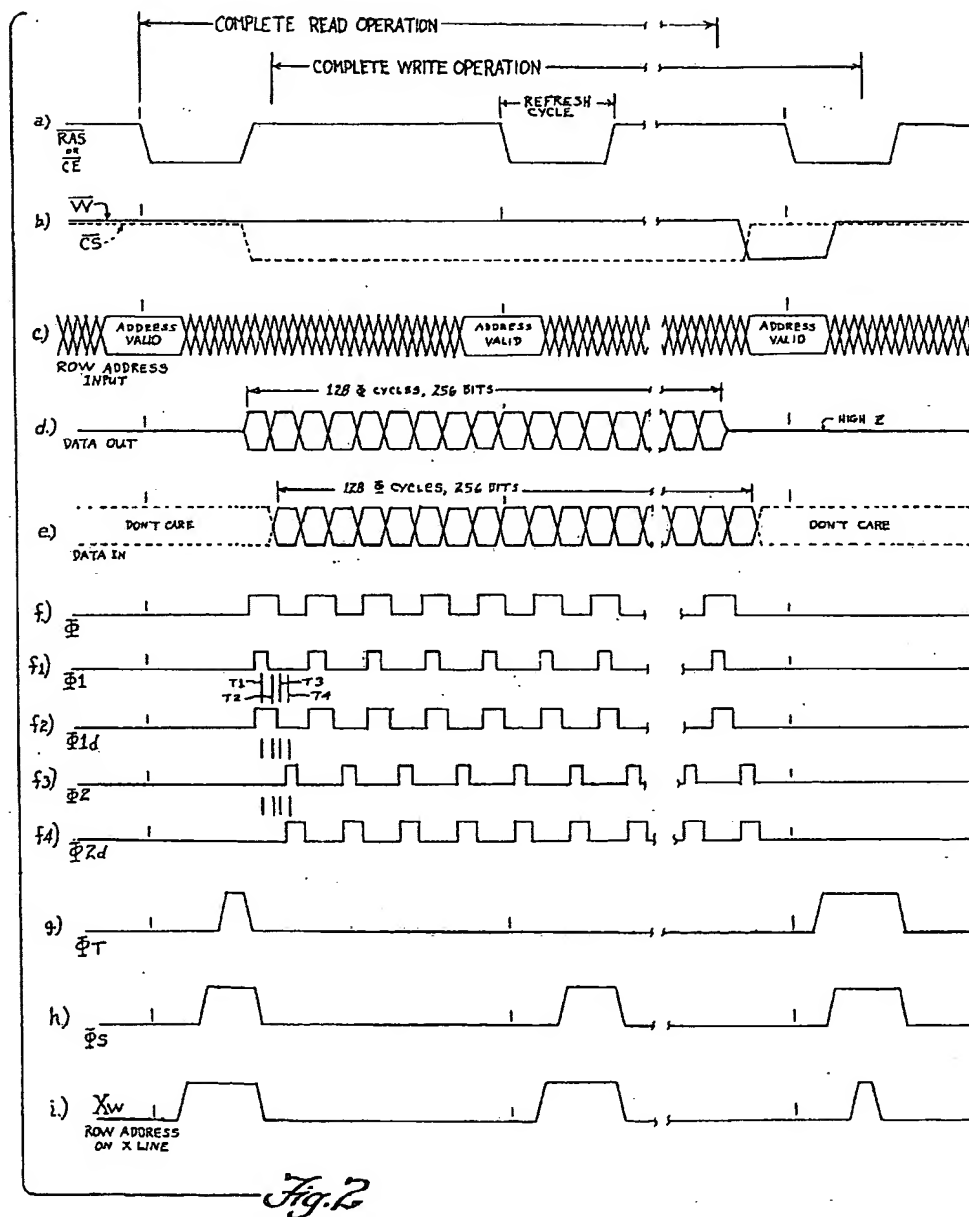 COMPLETE READ OPERATION
COMPLETE WRITE OPERATION
REFRESH
CYCLE
a)
RAS
OR
CE
W
b)
CS
c)
ADDRESS
VALID
ADDRESS
VALID
ADDRESS
VALID
ROW ADDRESS
INPUT
128 Φ CYCLES, 256 BITS
d.)
DATA OUT
HIGH Z
128 Φ CYCLES, 256 BITS
e.)
DON'T CARE
DON'T CARE
DATA IN
f.)
Φ
f1)
Φ1
T1
T3
T2
T4
f2)
Φ1d
f3)
Φ2
f4)
Φ2d
g)
ΦT
h)
ΦS
i.)
Xw
ROW ADDRESS
ON X LINE
Fig.2